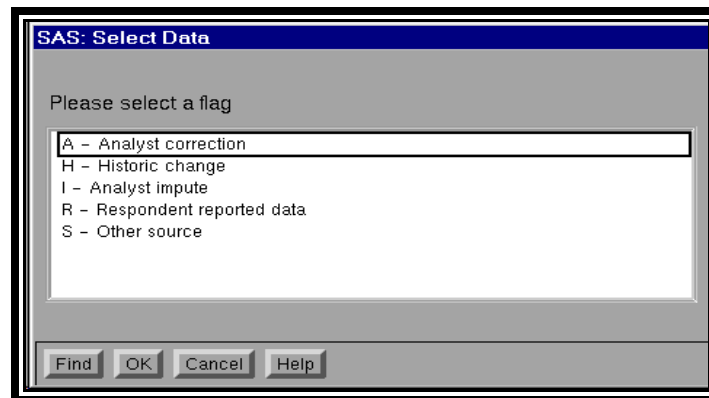 SAS: Select Data
Please select a flag
A – Analyst correction
H – Historic change
I – Analyst impute
R – Respondent reported data
S – Other source
Find OK Cancel Help